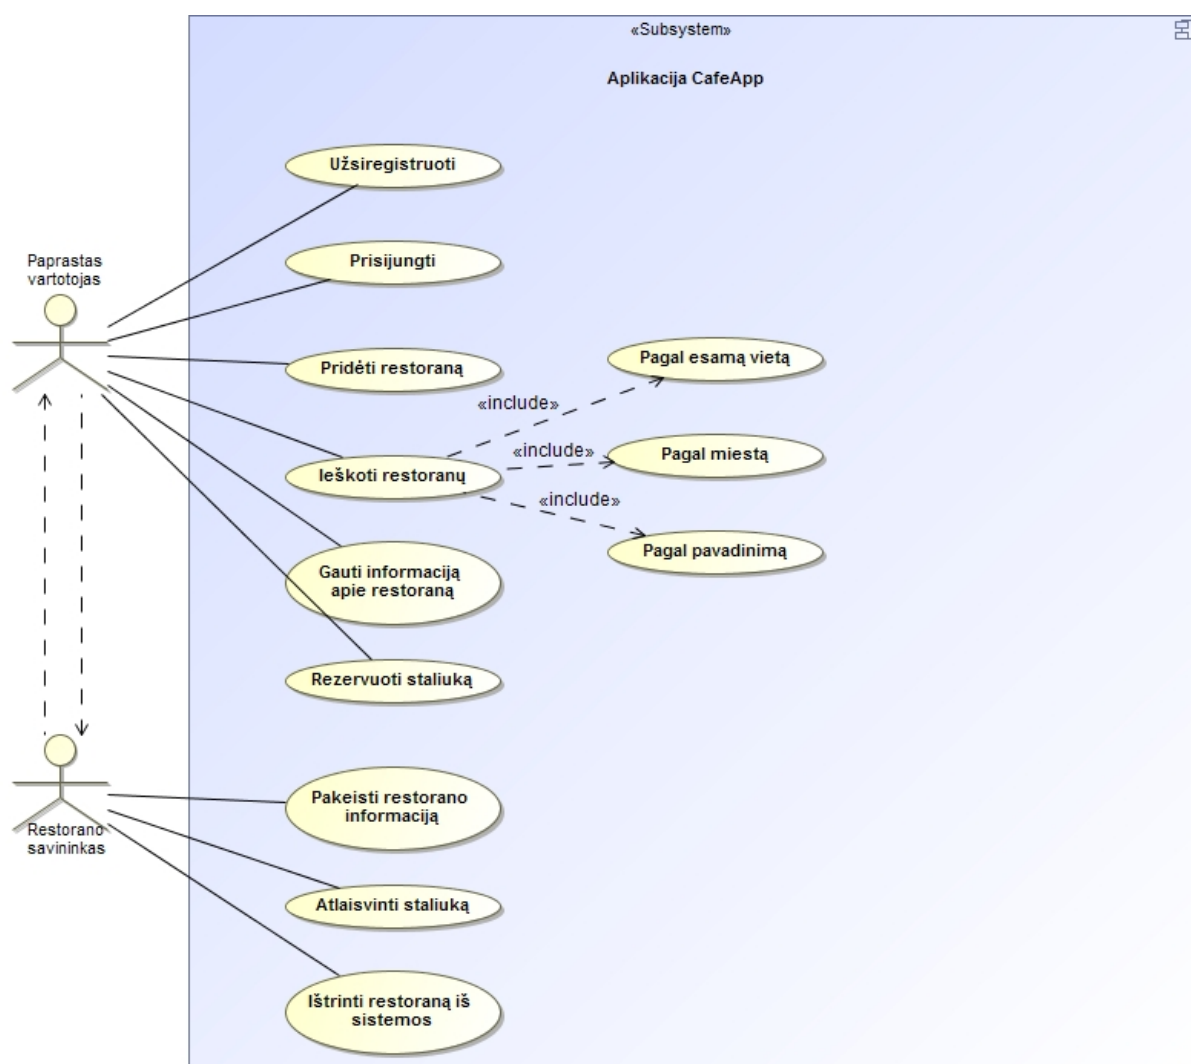 «Subsystem»
Aplikacija CafeApp
Užsiregistruoti
Prisijungti
Paprastas
vartotojas
Pridėti restoraną
Pagal esamą vietą
«include»
Ieškoti restoranų
«include»
Pagal miestą
«include»
Pagal pavadinimą
Gauti informaciją
apie restoraną
Rezervuoti staliuką
Restorano
savininkas
Pakeisti restorano
informaciją
Atlaisvinti staliuką
Ištrinti restoraną iš
sistemos